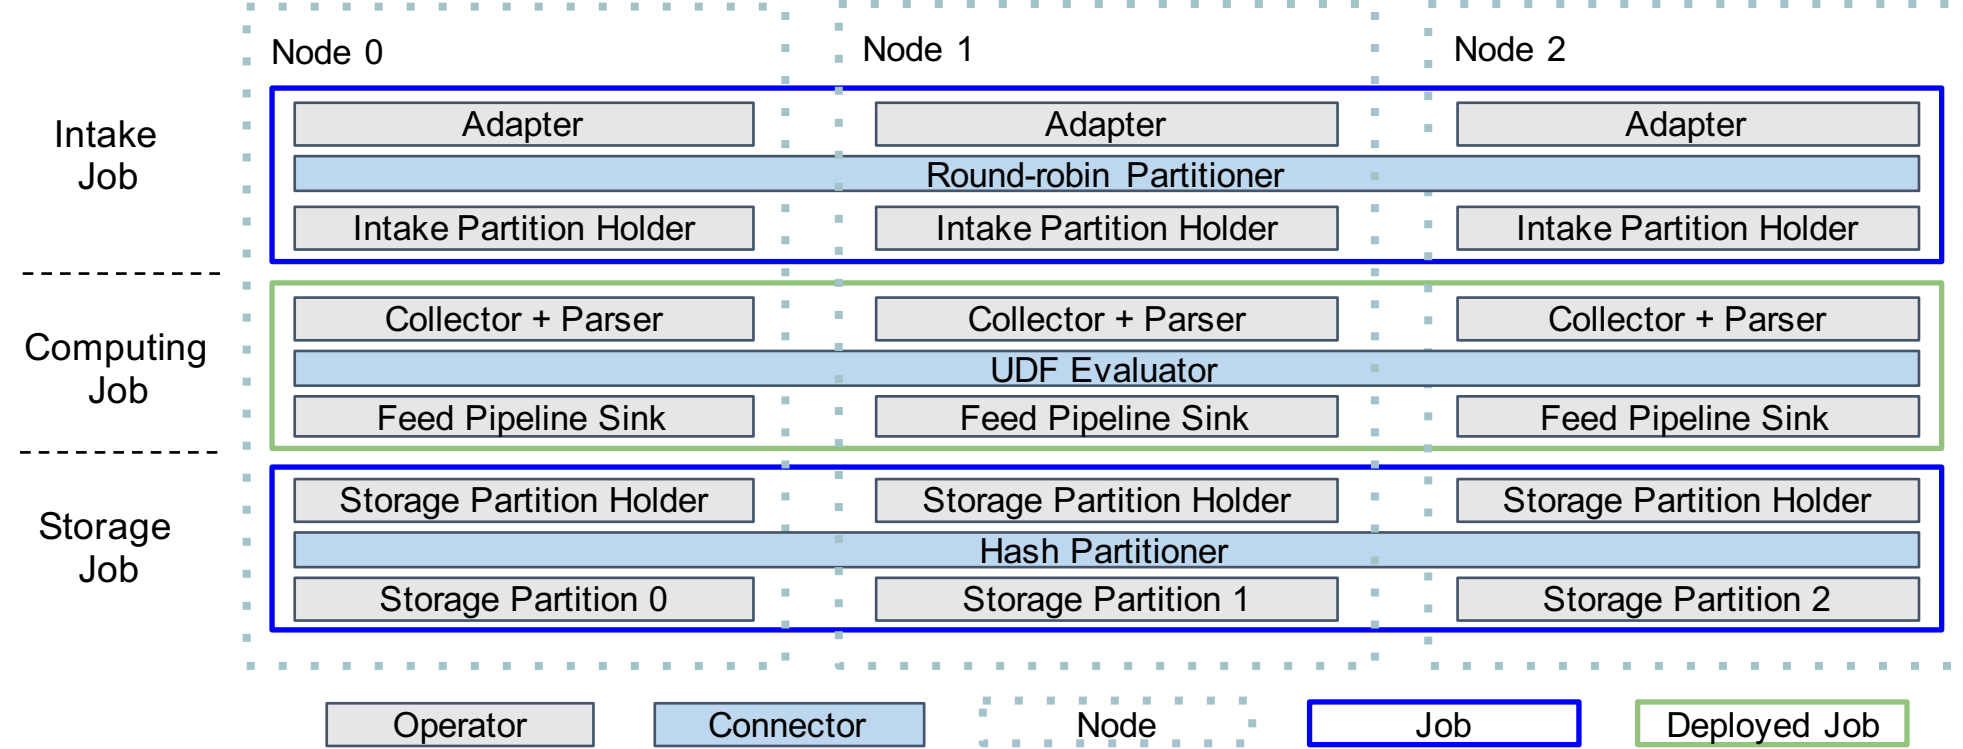 Node 0 Node 1 Node 2
Intake
Job
Adapter Adapter Adapter
Round-robin Partitioner
Intake Partition Holder Intake Partition Holder Intake Partition Holder
Computing
Job
Collector + Parser Collector + Parser Collector + Parser
UDF Evaluator
Feed Pipeline Sink Feed Pipeline Sink Feed Pipeline Sink
Storage
Job
Storage Partition Holder Storage Partition Holder Storage Partition Holder
Hash Partitioner
Storage Partition 0 Storage Partition 1 Storage Partition 2
Operator Connector Node Job Deployed Job